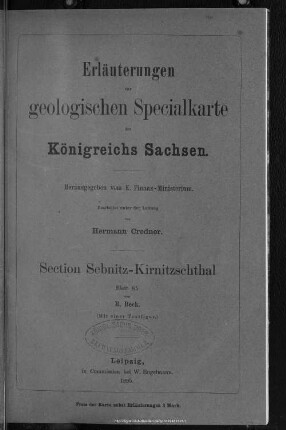 Erläuterungen
zur
geologischen Specialkarte
des
Königreichs Sachsen.
Herausgegeben vom K. Finanz-Ministerium.
Bearbeitet unter der Leitung
von
Hermann Credner.
Section Sebnitz-Kirnitzschthal
Blatt
von
R. Beck.
Leipzig,
in Commission bei W. Engelmann.
Preis der Karte nebst Erläuterungen 3 Mark.